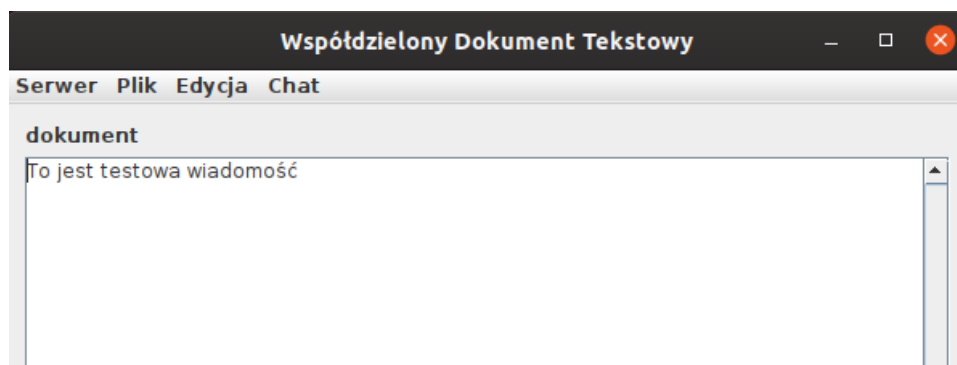 Współdzielony Dokument Tekstowy
Serwer Plik Edycja Chat
dokument
To jest testowa wiadomość